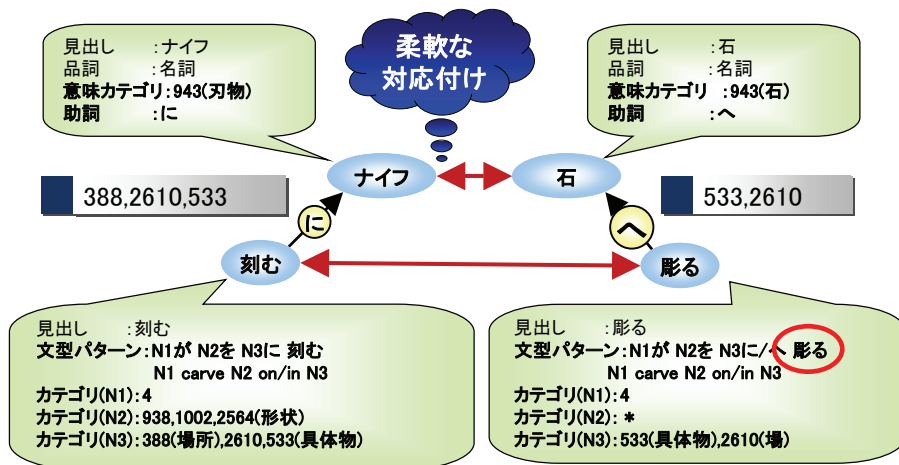 見出し　　:ナイフ
品詞　　　:名詞
意味カテゴリ:943(刃物)
助詞　　　:に
柔軟な
対応付け
見出し　　:石
品詞　　　:名詞
意味カテゴリ　:943(石)
助詞　　　:へ
ナイフ
石
388,2610,533
533,2610
に
へ
刻む
彫る
見出し　　:刻む
文型パターン:N1が N2を N3に 刻む
N1 carve N2 on/in N3
カテゴリ(N1):4
カテゴリ(N2):938,1002,2564(形状)
カテゴリ(N3):388(場所),2610,533(具体物)
見出し　　:彫る
文型パターン:N1が N2を N3に/へ 彫る
N1 carve N2 on/in N3
カテゴリ(N1):4
カテゴリ(N2): *
カテゴリ(N3):533(具体物),2610(場)